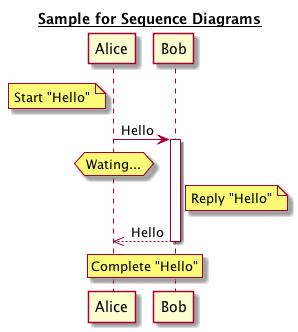 Sample for Sequence Diagrams
Alice Bob
Start "Hello"
Hello
Wating...
Reply "Hello"
Hello
Complete "Hello"
Alice Bob